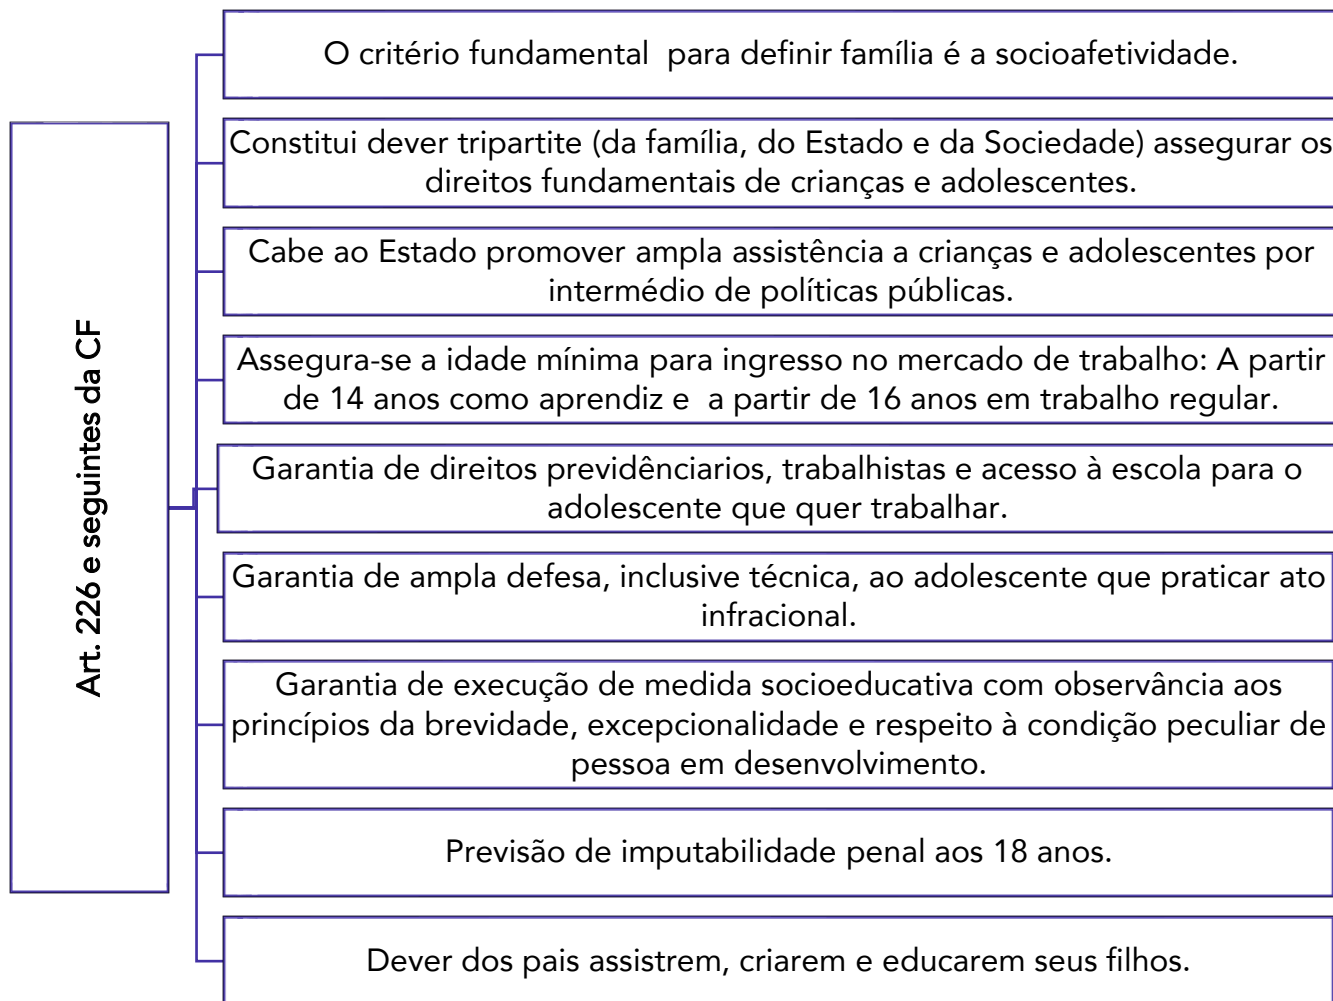 Art. 226 e seguintes da CF
O critério fundamental  para definir família é a socioafetividade.
Constitui dever tripartite (da família, do Estado e da Sociedade) assegurar os
direitos fundamentais de crianças e adolescentes.
Cabe ao Estado promover ampla assistência a crianças e adolescentes por
intermédio de políticas públicas.
Assegura-se a idade mínima para ingresso no mercado de trabalho: A partir
de 14 anos como aprendiz e  a partir de 16 anos em trabalho regular.
Garantia de direitos previdênciarios, trabalhistas e acesso à escola para o
adolescente que quer trabalhar.
Garantia de ampla defesa, inclusive técnica, ao adolescente que praticar ato
infracional.
Garantia de execução de medida socioeducativa com observância aos
princípios da brevidade, excepcionalidade e respeito à condição peculiar de
pessoa em desenvolvimento.
Previsão de imputabilidade penal aos 18 anos.
Dever dos pais assistrem, criarem e educarem seus filhos.